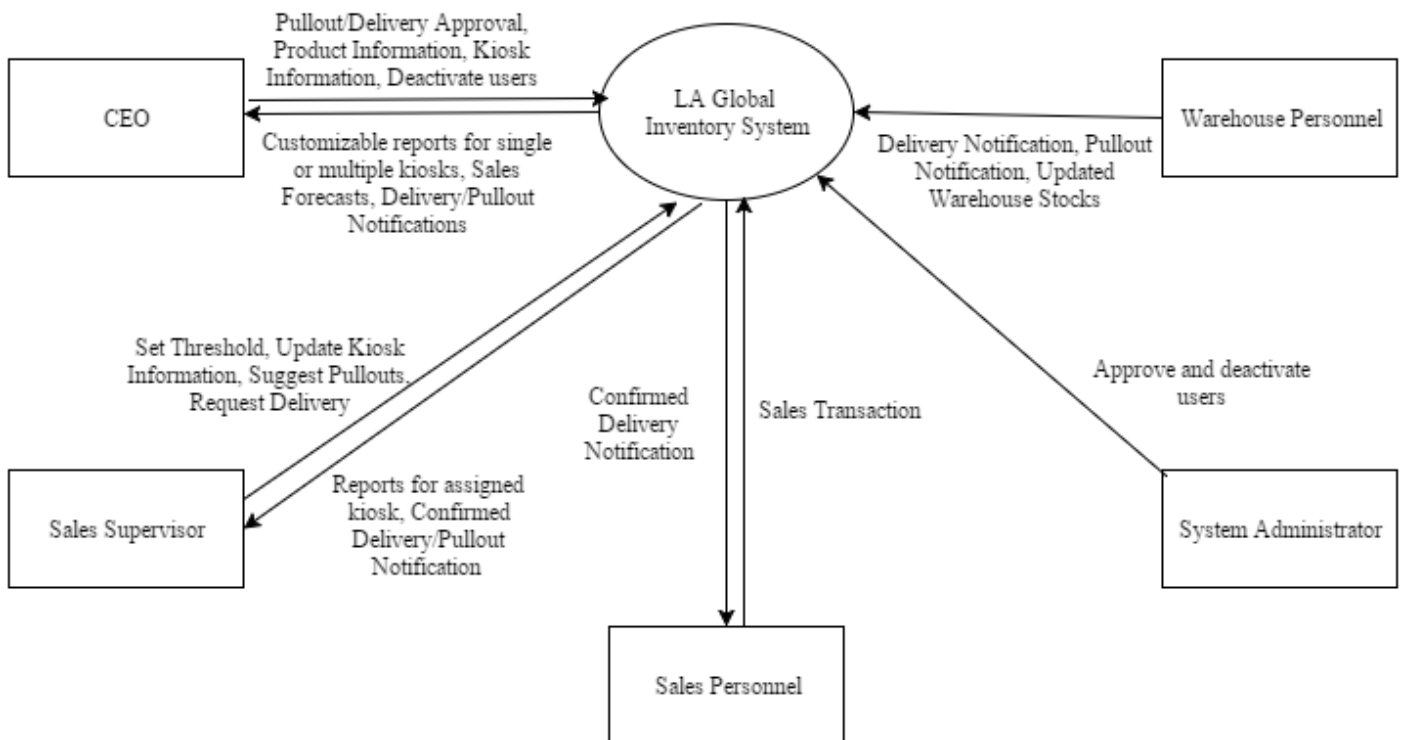 Pullout/Delivery Approval,
Product Information, Kiosk
Information, Deactivate users
CEO
LA Global
Inventory System
Warehouse Personnel
Customizable reports for single
or multiple kiosks, Sales
Forecasts, Delivery/Pullout
Notifications
Delivery Notification, Pullout
Notification, Updated
Warehouse Stocks
Set Threshold, Update Kiosk
Information, Suggest Pullouts,
Request Delivery
Confirmed
Delivery
Notification
Sales Transaction
Approve and deactivate
users
Sales Supervisor
Reports for assigned
kiosk, Confirmed
Delivery/Pullout
Notification
System Administrator
Sales Personnel